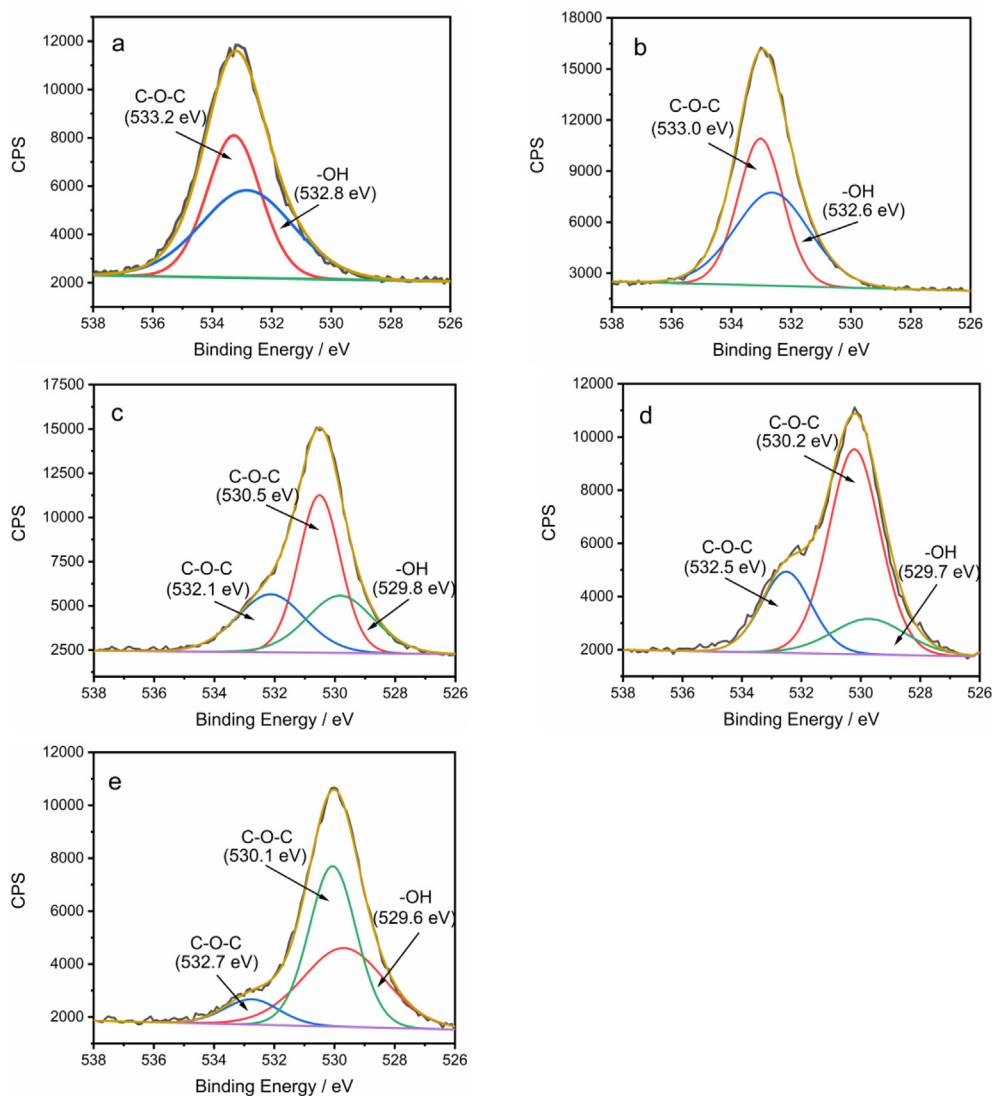 a
C-O-C
(533.2 eV)
-OH
(532.8 eV)
CPS
12000
10000
8000
6000
4000
2000
538 536 534 532 530 528 526
Binding Energy / eV
b
C-O-C
(533.0 eV)
-OH
(532.6 eV)
CPS
18000
15000
12000
9000
6000
3000
538 536 534 532 530 528 526
Binding Energy / eV
c
C-O-C
(530.5 eV)
C-O-C
(532.1 eV)
-OH
(529.8 eV)
CPS
17500
15000
12500
10000
7500
5000
2500
538 536 534 532 530 528 526
Binding Energy / eV
d
C-O-C
(530.2 eV)
C-O-C
(532.5 eV)
-OH
(529.7 eV)
CPS
12000
10000
8000
6000
4000
2000
538 536 534 532 530 528 526
Binding Energy / eV
e
C-O-C
(530.1 eV)
-OH
(529.6 eV)
C-O-C
(532.7 eV)
CPS
12000
10000
8000
6000
4000
2000
538 536 534 532 530 528 526
Binding Energy / eV